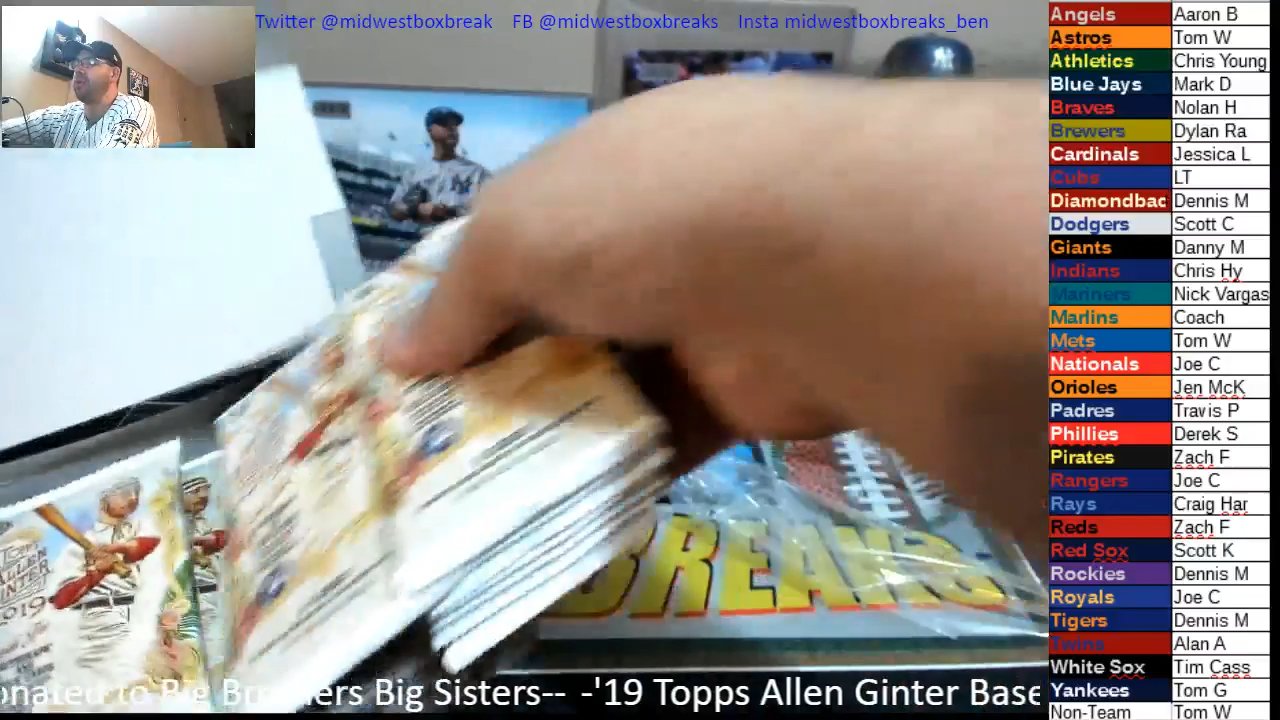 Twitter @midwestboxbreak FB @midwestboxbreaks Insta midwestboxbreaks_ben
Angels Aaron B
Astros Tom W
Athletics Chris Young
Blue Jays Mark D
Braves Nolan H
Brewers Dylan Ra
Cardinals Jessica L
Cubs LT
Diamondbac Dennis M
Dodgers Scott C
Giants Danny M
Indians Chris Hy
Mariners Nick Vargas
Marlins Coach
Mets Tom W
Nationals Joe C
Orioles Jen McK
Padres Travis P
Phillies Derek S
Pirates Zach F
Rangers Joe C
Rays Craig Har
Reds Zach F
Red Sox Scott K
Rockies Dennis M
Royals Joe C
Tigers Dennis M
Twins Alan A
White Sox Tim Cass
Yankees Tom G
Non-Team Tom W
TOPPS
ALLEN
GINTER
2019
BREAKS
onated to Big Brothers Big Sisters-- -'19 Topps Allen Ginter Base